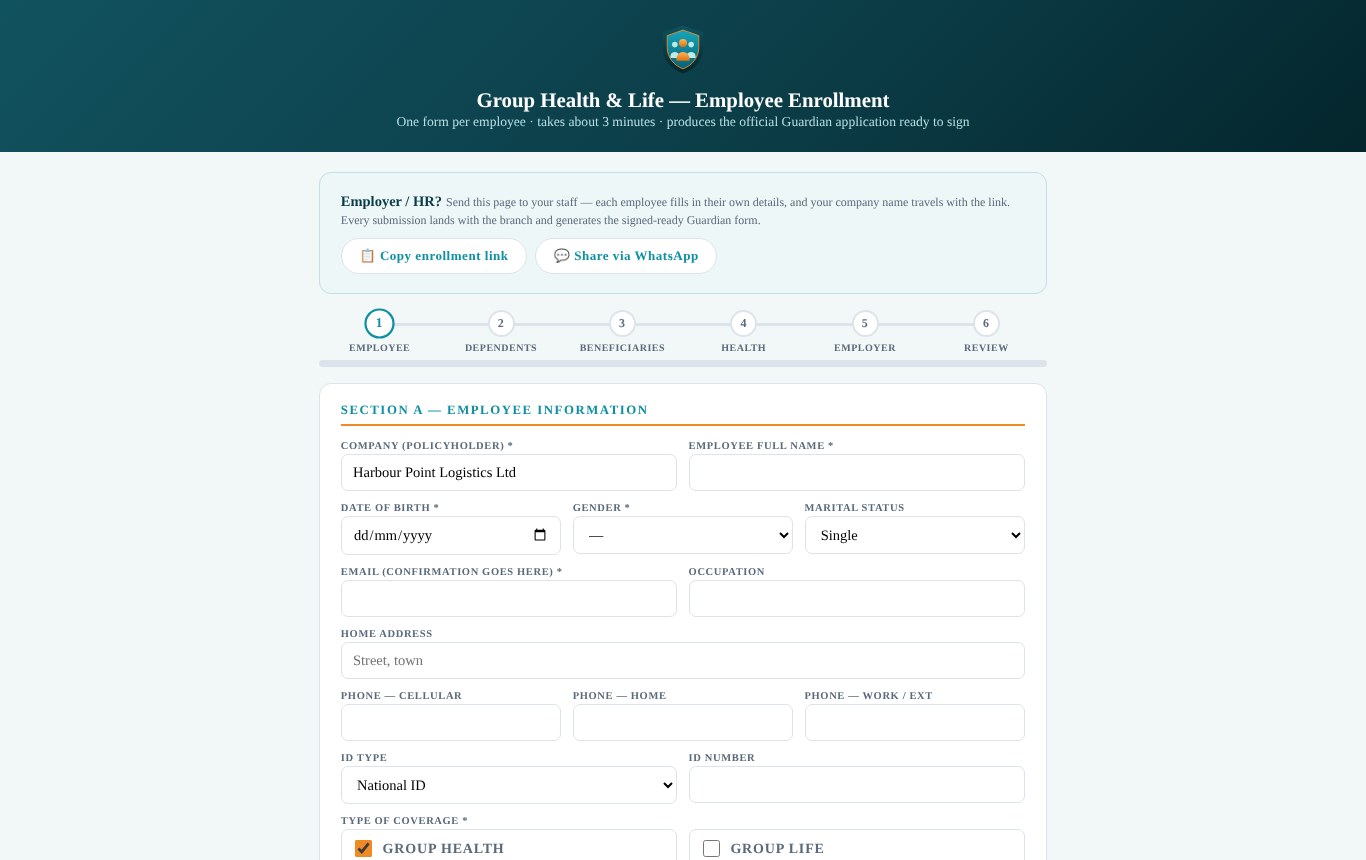 Group Health & Life — Employee Enrollment
One form per employee · takes about 3 minutes · produces the official Guardian application ready to sign
Employer / HR? Send this page to your staff — each employee fills in their own details, and your company name travels with the link.
Every submission lands with the branch and generates the signed-ready Guardian form.
📋 Copy enrollment link
💬 Share via WhatsApp
1 2 3 4 5 6
EMPLOYEE DEPENDENTS BENEFICIARIES HEALTH EMPLOYER REVIEW
SECTION A — EMPLOYEE INFORMATION
COMPANY (POLICYHOLDER) * EMPLOYEE FULL NAME *
Harbour Point Logistics Ltd
DATE OF BIRTH * GENDER * MARITAL STATUS
dd/mm/yyyy — Single
EMAIL (CONFIRMATION GOES HERE) * OCCUPATION
HOME ADDRESS
Street, town
PHONE — CELLULAR PHONE — HOME PHONE — WORK / EXT
ID TYPE ID NUMBER
National ID
TYPE OF COVERAGE *
GROUP HEALTH GROUP LIFE